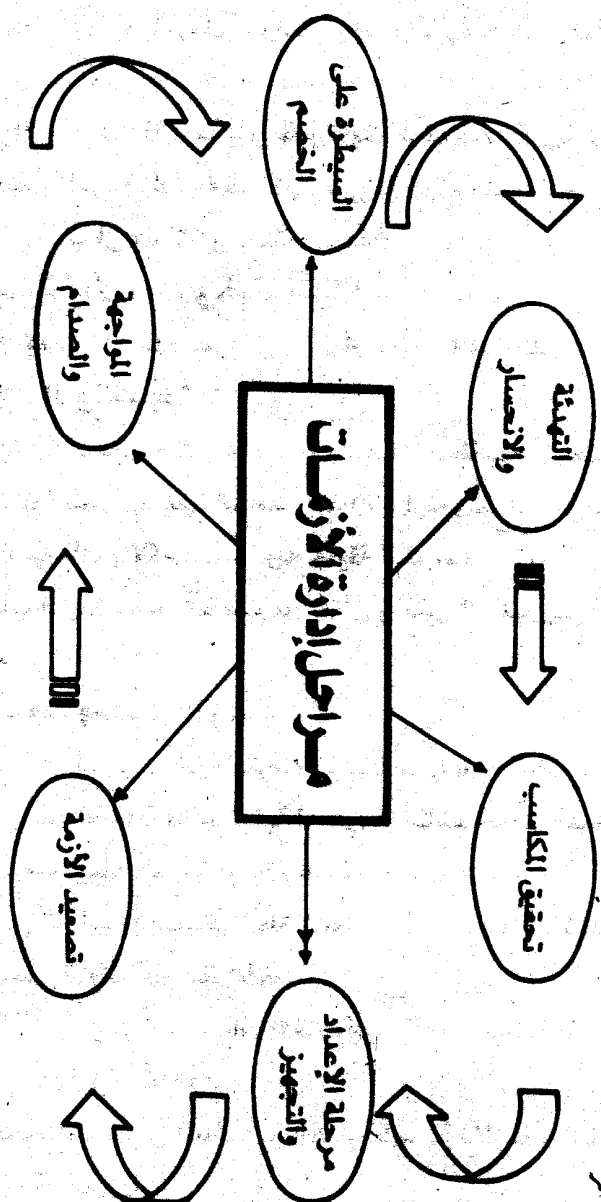 مراحل إدارة الأزمات
مرحلة الإعداد
والتجهيز
تصعيد الأزمة
المواجهة
والصدام
السيطرة على
الخصم
التهدئة
والانحسار
تحقيق المكاسب